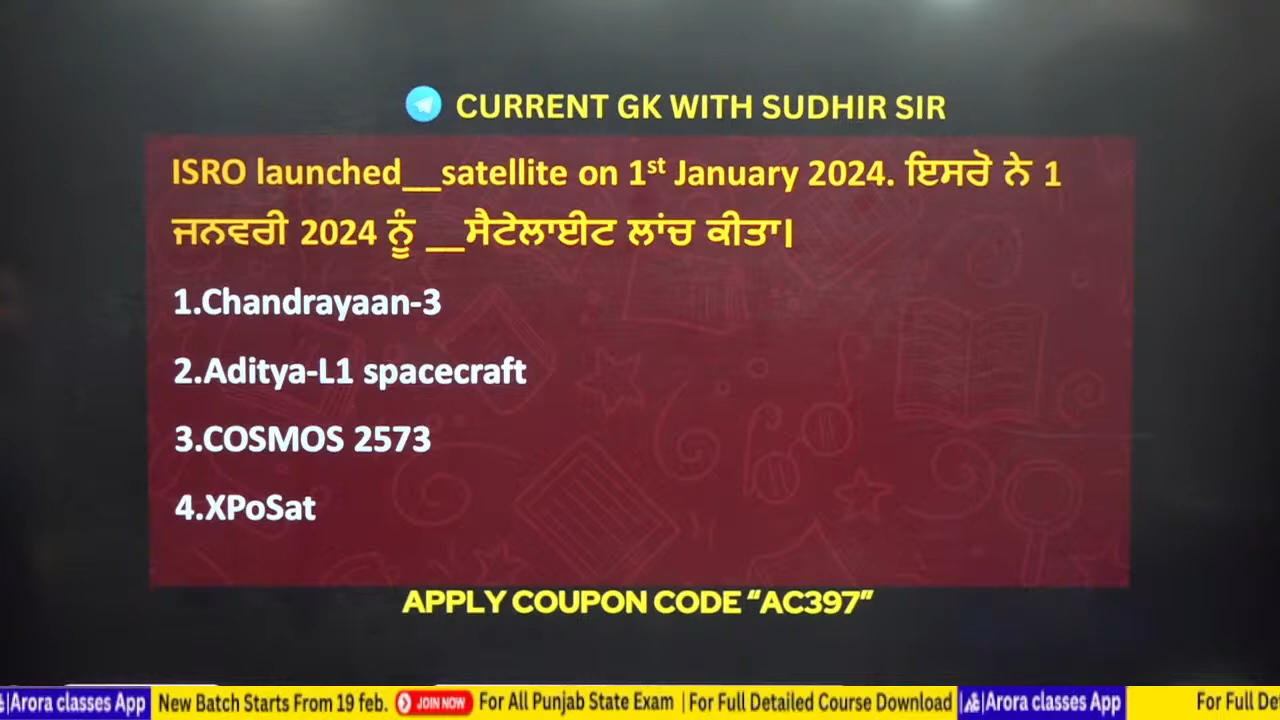 CURRENT GK WITH SUDHIR SIR
ISRO launched__satellite on 1st January 2024. ਇਸਰੋ ਨੇ 1
ਜਨਵਰੀ 2024 ਨੂੰ __ਸੈਟੇਲਾਈਟ ਲਾਂਚ ਕੀਤਾ।
1.Chandrayaan-3
2.Aditya-L1 spacecraft
3.COSMOS 2573
4.XPoSat
APPLY COUPON CODE “AC397”
|Arora classes App New Batch Starts From 19 feb. JOIN NOW For All Punjab State Exam |For Full Detailed Course Download |Arora classes App For Full De